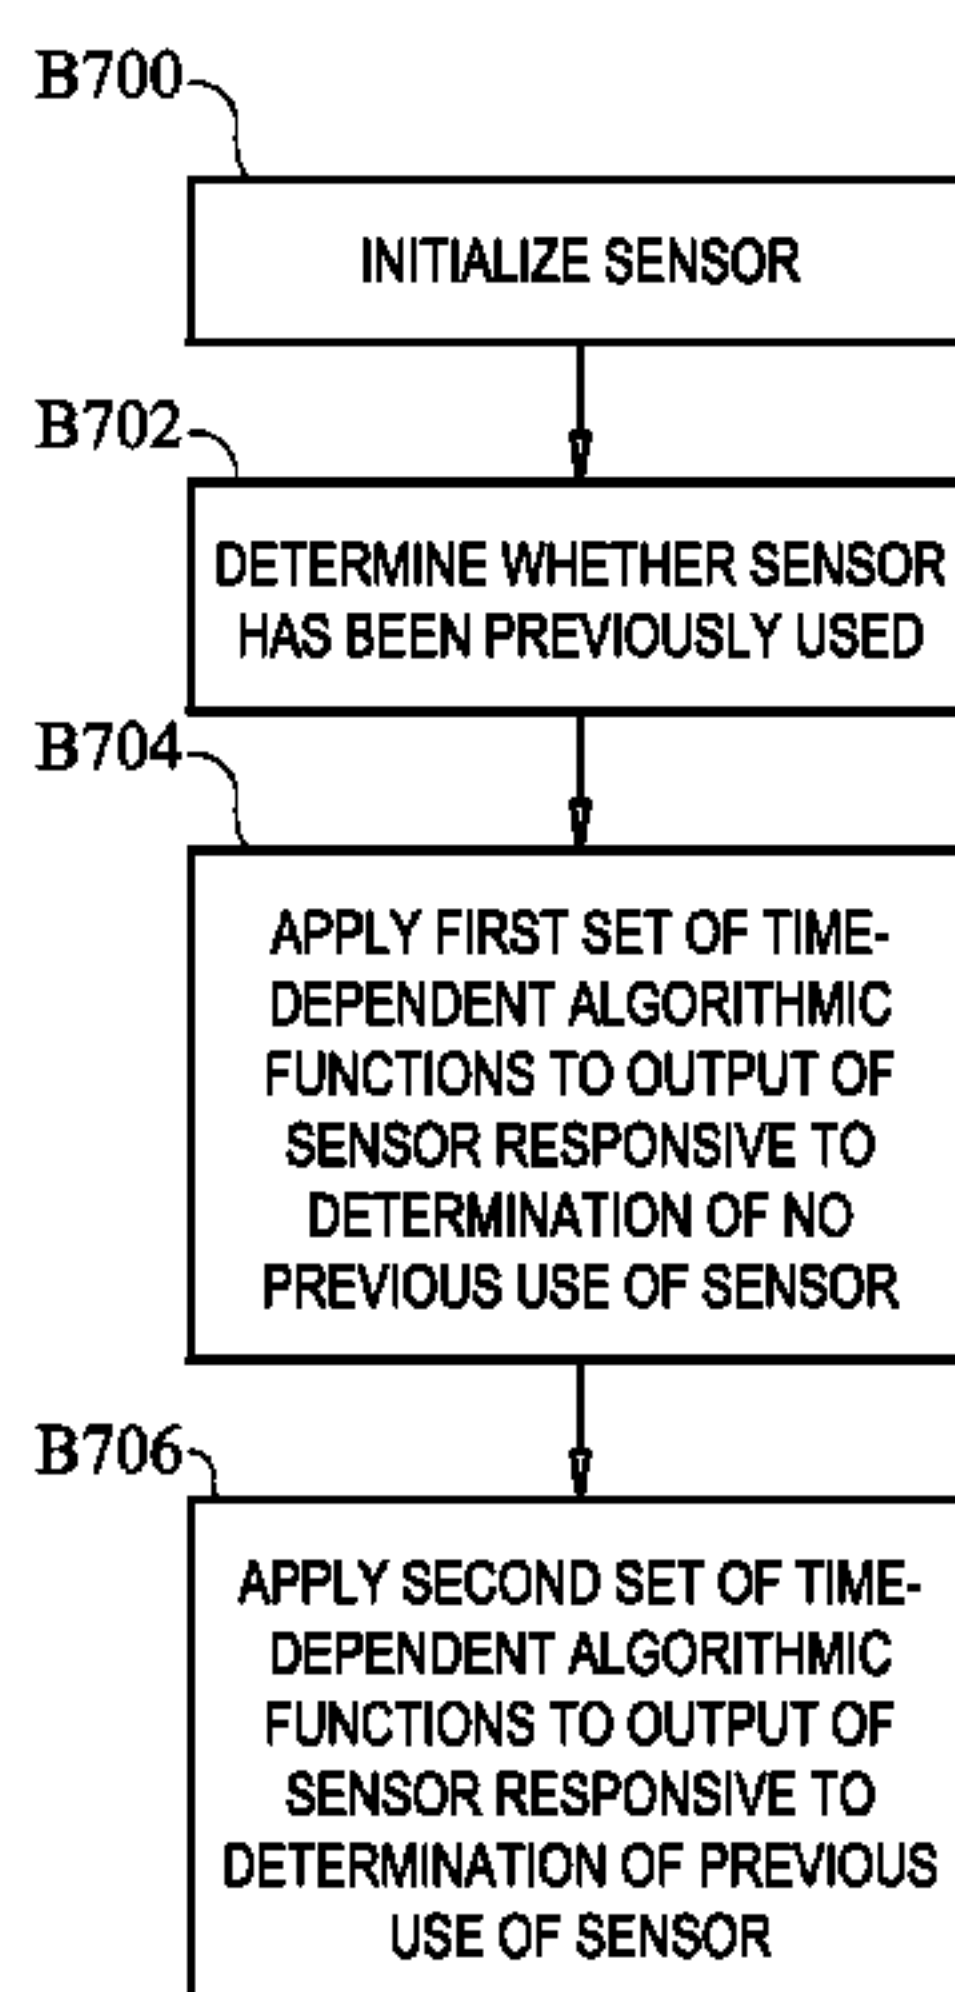 B700
INITIALIZE SENSOR
B702
DETERMINE WHETHER SENSOR
HAS BEEN PREVIOUSLY USED
B704
APPLY FIRST SET OF TIME-
DEPENDENT ALGORITHMIC
FUNCTIONS TO OUTPUT OF
SENSOR RESPONSIVE TO
DETERMINATION OF NO
PREVIOUS USE OF SENSOR
B706
APPLY SECOND SET OF TIME-
DEPENDENT ALGORITHMIC
FUNCTIONS TO OUTPUT OF
SENSOR RESPONSIVE TO
DETERMINATION OF PREVIOUS
USE OF SENSOR